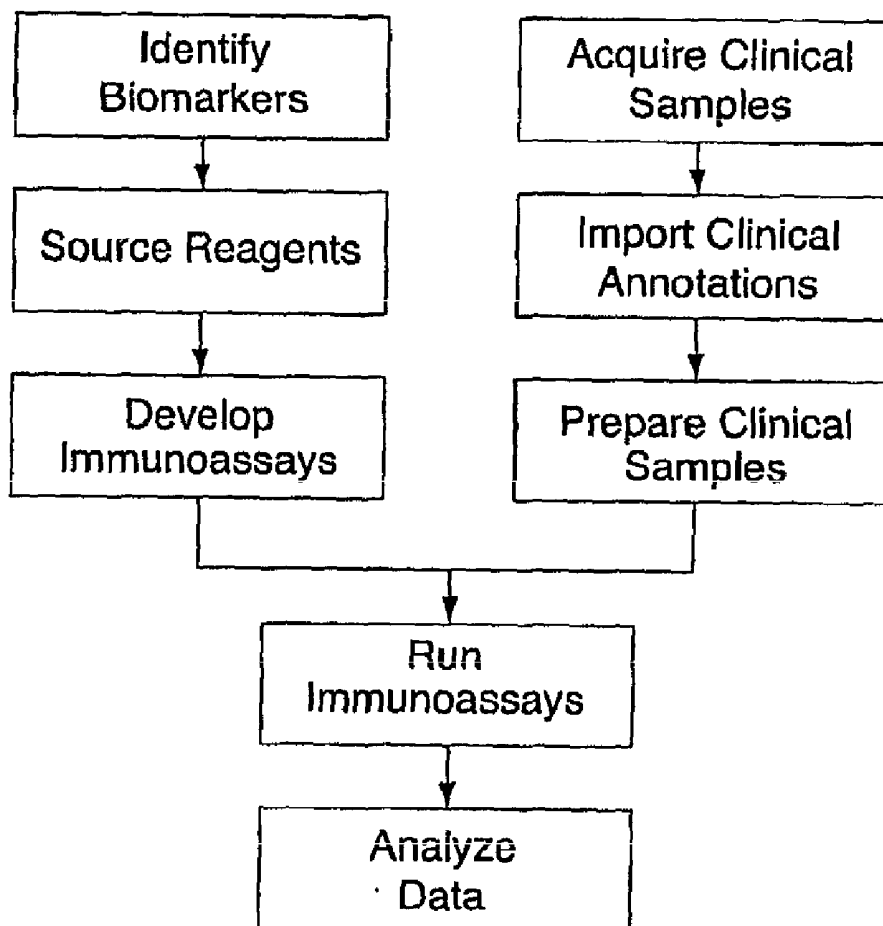 Identify
Biomarkers
Acquire Clinical
Samples
Source Reagents
Import Clinical
Annotations
Develop
Immunoassays
Prepare Clinical
Samples
Run
Immunoassays
Analyze
Data